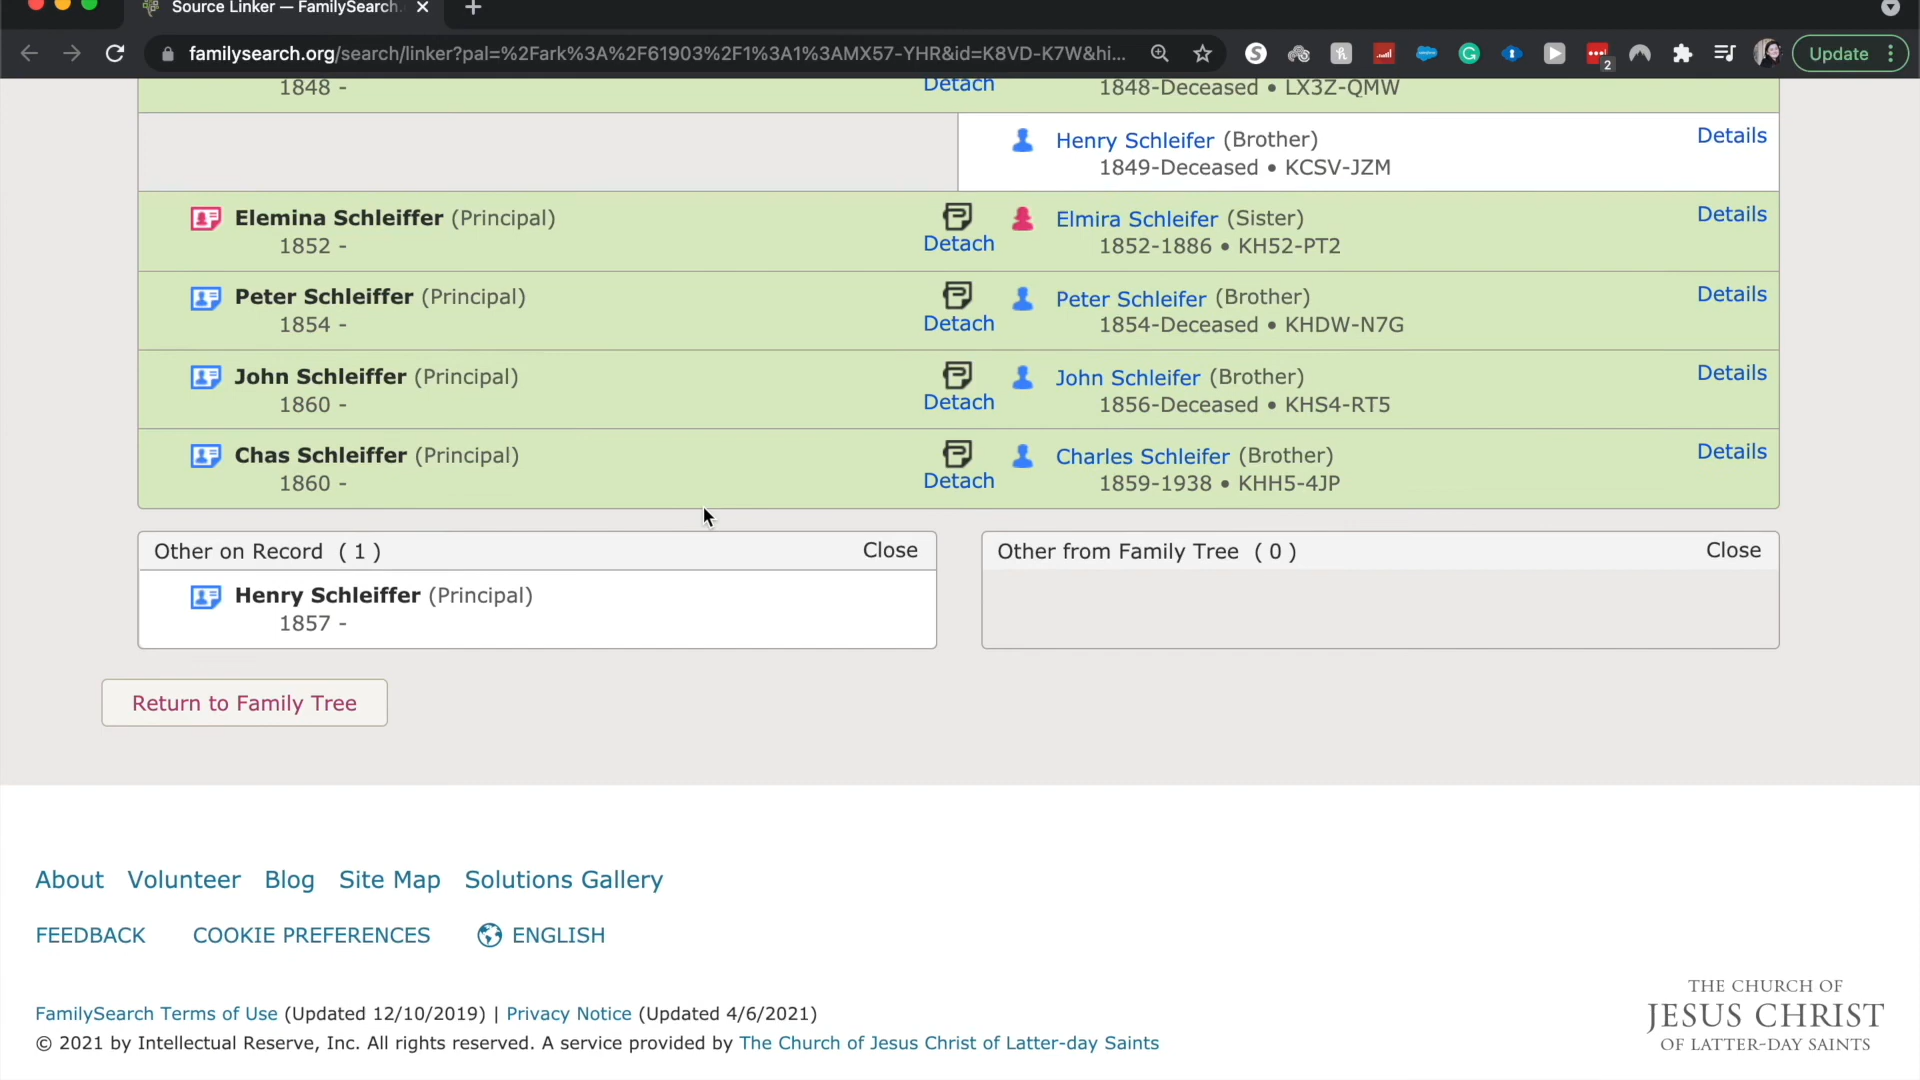 Source Linker — FamilySearch.
familysearch.org/search/linker?pal=%2Fark%3A%2F61903%2F1%3A1%3AMX57-YHR&id=K8VD-K7W&hi...
2
Update
1848 -
Detach
1848-Deceased • LX3Z-QMW
Henry Schleifer (Brother)
Details
1849-Deceased • KCSV-JZM
Elemina Schleiffer (Principal)
1852 -
Detach
Elmira Schleifer (Sister)
Details
1852-1886 • KH52-PT2
Peter Schleiffer (Principal)
1854 -
Detach
Peter Schleifer (Brother)
Details
1854-Deceased • KHDW-N7G
John Schleiffer (Principal)
1860 -
Detach
John Schleifer (Brother)
Details
1856-Deceased • KHS4-RT5
Chas Schleiffer (Principal)
1860 -
Detach
Charles Schleifer (Brother)
Details
1859-1938 • KHH5-4JP
Other on Record ( 1 )
Close
Other from Family Tree ( 0 )
Close
Henry Schleiffer (Principal)
1857 -
Return to Family Tree
About Volunteer Blog Site Map Solutions Gallery
FEEDBACK COOKIE PREFERENCES ENGLISH
FamilySearch Terms of Use (Updated 12/10/2019) | Privacy Notice (Updated 4/6/2021)
© 2021 by Intellectual Reserve, Inc. All rights reserved. A service provided by The Church of Jesus Christ of Latter-day Saints
THE CHURCH OF
JESUS CHRIST
OF LATTER-DAY SAINTS